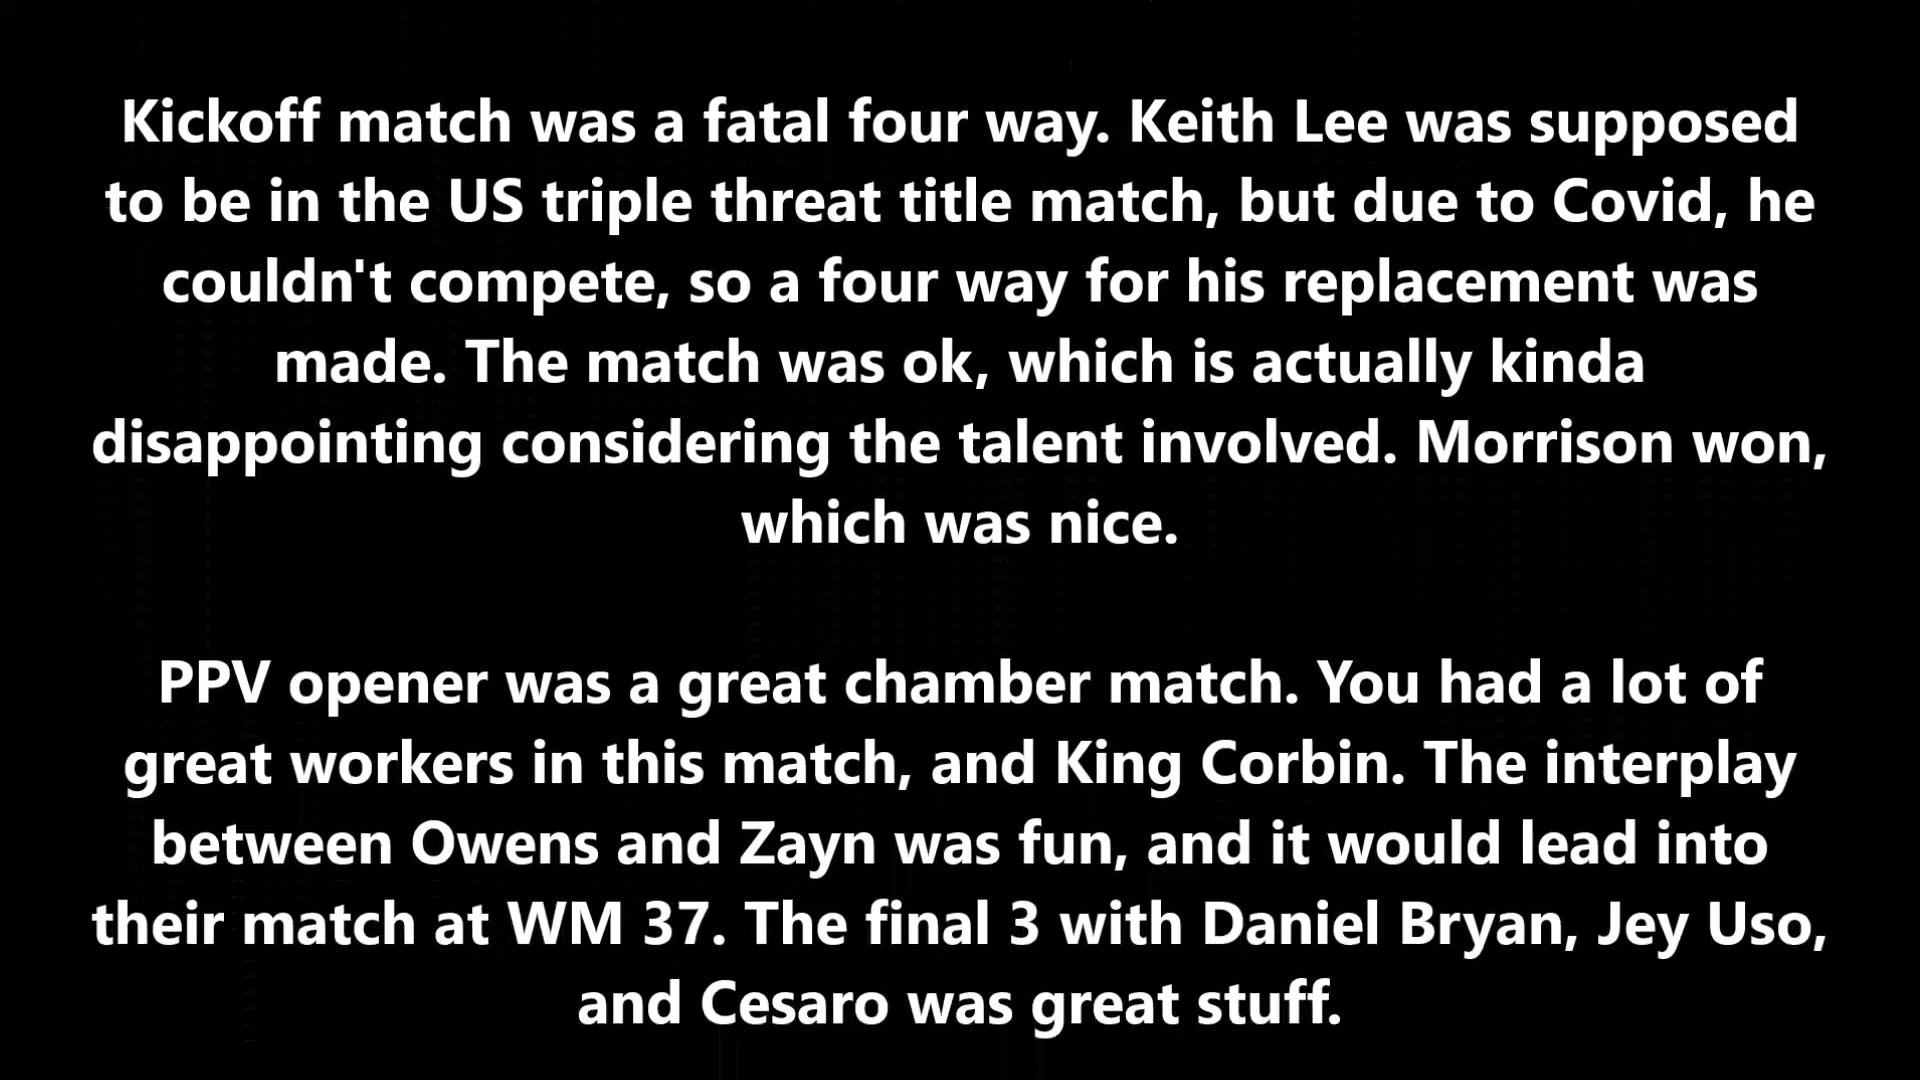 Kickoff match was a fatal four way. Keith Lee was supposed
to be in the US triple threat title match, but due to Covid, he
couldn't compete, so a four way for his replacement was
made. The match was ok, which is actually kinda
disappointing considering the talent involved. Morrison won,
which was nice.
PPV opener was a great chamber match. You had a lot of
great workers in this match, and King Corbin. The interplay
between Owens and Zayn was fun, and it would lead into
their match at WM 37. The final 3 with Daniel Bryan, Jey Uso,
and Cesaro was great stuff.